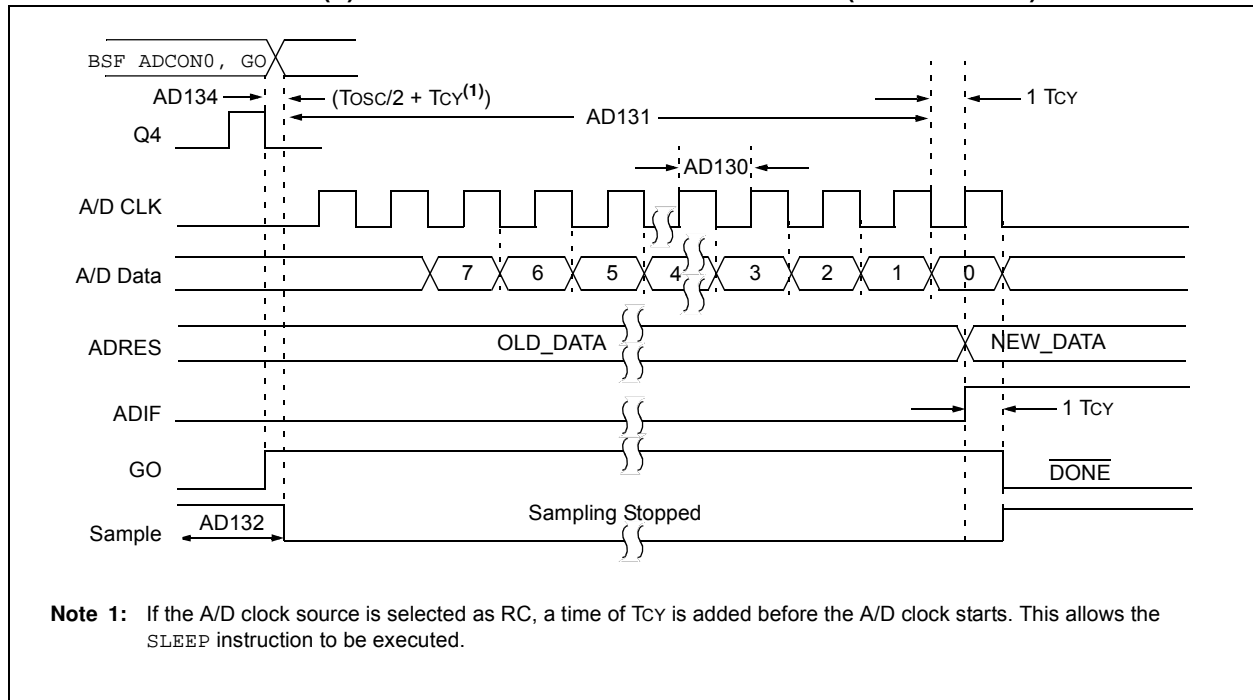 BSF ADCON0, GO
AD134
(TOSC/2 + TCY(1))
1 TCY
AD131
Q4
AD130
A/D CLK
A/D Data
7
6
5
4
3
2
1
0
ADRES
OLD_DATA
NEW_DATA
ADIF
1 TCY
GO
DONE
Sample
AD132
Sampling Stopped
Note 1: If the A/D clock source is selected as RC, a time of TCY is added before the A/D clock starts. This allows the
SLEEP instruction to be executed.